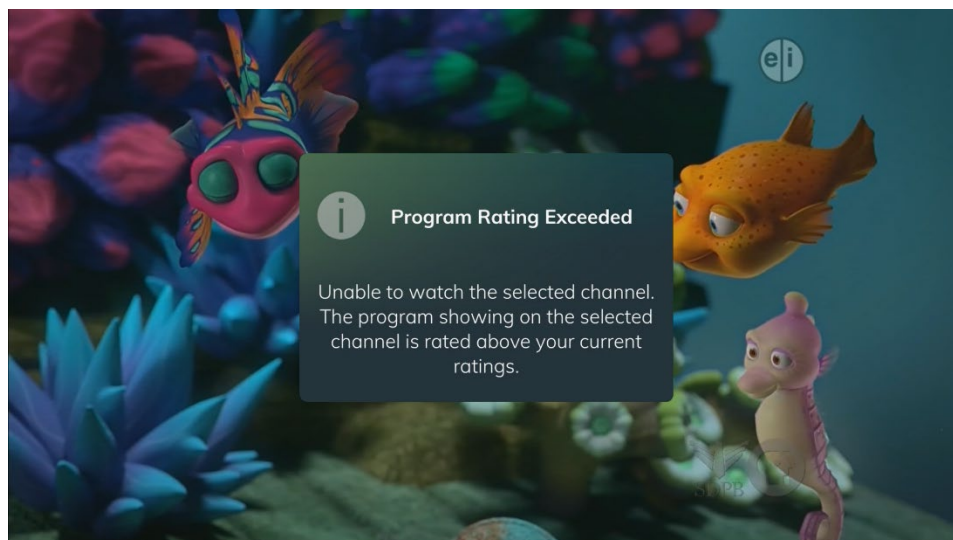 e|i
i
Program Rating Exceeded
Unable to watch the selected channel.
The program showing on the selected
channel is rated above your current
ratings.